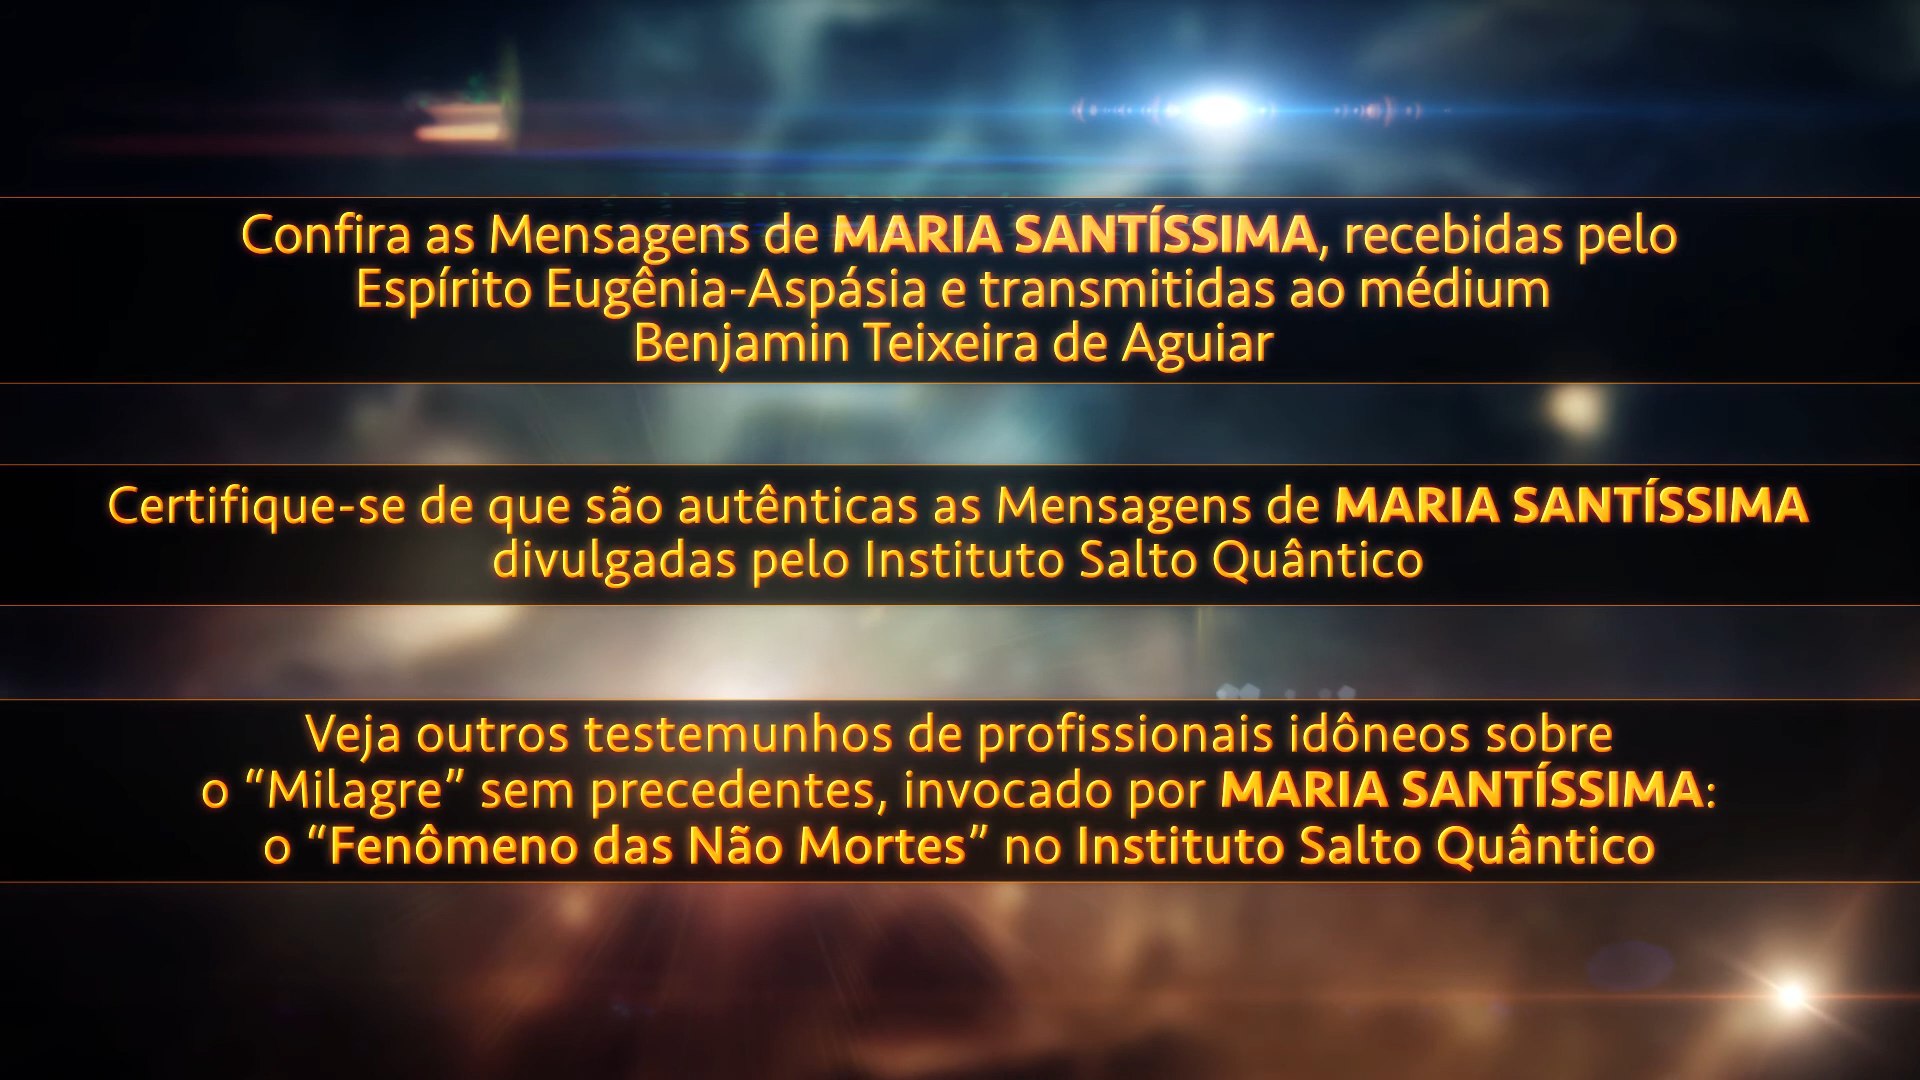 Confira as Mensagens de MARIA SANTÍSSIMA, recebidas pelo
Espírito Eugênia-Aspásia e transmitidas ao médium
Benjamin Teixeira de Aguiar
Certifique-se de que são autênticas as Mensagens de MARIA SANTÍSSIMA
divulgadas pelo Instituto Salto Quântico
Veja outros testemunhos de profissionais idôneos sobre
o “Milagre” sem precedentes, invocado por MARIA SANTÍSSIMA:
o “Fenômeno das Não Mortes” no Instituto Salto Quântico